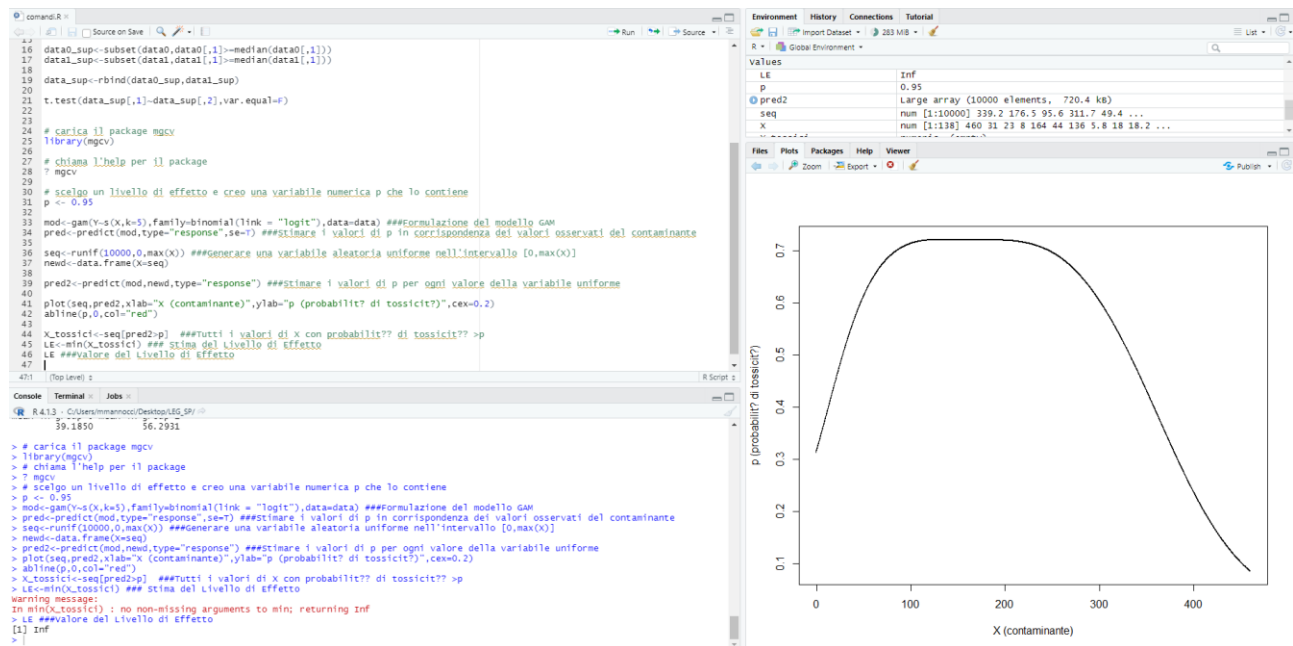 comandi.R
Source on Save
Run
Source
15
16 data0_sup<-subset(data0,data0[,1]>=median(data0[,1]))
17 data1_sup<-subset(data1,data1[,1]>=median(data1[,1]))
18
19 data_sup<-rbind(data0_sup,data1_sup)
20
21 t.test(data_sup[,1]~data_sup[,2],var.equal=F)
22
23
24 # carica il package mgcv
25 library(mgcv)
26
27 # chiama l'help per il package
28 ? mgcv
29
30 # scelgo un livello di effetto e creo una variabile numerica p che lo contiene
31 p <- 0.95
32
33 mod<-gam(Y~s(X,k=5),family=binomial(link = "logit"),data=data) ###Formulazione del modello GAM
34 pred<-predict(mod,type="response",se=T) ###Stimare i valori di p in corrispondenza dei valori osservati del contaminante
35
36 seq<-runif(10000,0,max(X)) ###Generare una variabile aleatoria uniforme nell'intervallo [0,max(X)]
37 newd<-data.frame(X=seq)
38
39 pred2<-predict(mod,newd,type="response") ###Stimare i valori di p per ogni valore della variabile uniforme
40
41 plot(seq,pred2,xlab="X (contaminante)",ylab="p (probabilit? di tossicit?)",cex=0.2)
42 abline(p,0,col="red")
43
44 X_tossici<-seq[pred2>p] ###Tutti i valori di X con probabilit?? di tossicit?? >p
45 LE<-min(X_tossici) ### Stima del Livello di Effetto
46 LE ###Valore del Livello di Effetto
47
47:1 (Top Level) R Script
Console Terminal Jobs
R 4.1.3 · C:/Users/mmannocci/Desktop/LEG_SP/
39.1850 56.2931
> # carica il package mgcv
> library(mgcv)
> # chiama l'help per il package
> ? mgcv
> # scelgo un livello di effetto e creo una variabile numerica p che lo contiene
> p <- 0.95
> mod<-gam(Y~s(X,k=5),family=binomial(link = "logit"),data=data) ###Formulazione del modello GAM
> pred<-predict(mod,type="response",se=T) ###Stimare i valori di p in corrispondenza dei valori osservati del contaminante
> seq<-runif(10000,0,max(X)) ###Generare una variabile aleatoria uniforme nell'intervallo [0,max(X)]
> newd<-data.frame(X=seq)
> pred2<-predict(mod,newd,type="response") ###Stimare i valori di p per ogni valore della variabile uniforme
> plot(seq,pred2,xlab="X (contaminante)",ylab="p (probabilit? di tossicit?)",cex=0.2)
> abline(p,0,col="red")
> X_tossici<-seq[pred2>p] ###Tutti i valori di X con probabilit?? di tossicit?? >p
> LE<-min(X_tossici) ### Stima del Livello di Effetto
Warning message:
In min(X_tossici) : no non-missing arguments to min; returning Inf
> LE ###Valore del Livello di Effetto
[1] Inf
>
Environment History Connections Tutorial
Import Dataset 283 MiB List
R Global Environment
Values
LE Inf
p 0.95
pred2 Large array (10000 elements, 720.4 kB)
seq num [1:10000] 339.2 176.5 95.6 311.7 49.4 ...
X num [1:138] 460 31 23 8 164 44 136 5.8 18 18.2 ...
Files Plots Packages Help Viewer
Zoom Export Publish
p (probabilit? di tossicit?)
0.7
0.6
0.5
0.4
0.3
0.2
0.1
0 100 200 300 400
X (contaminante)